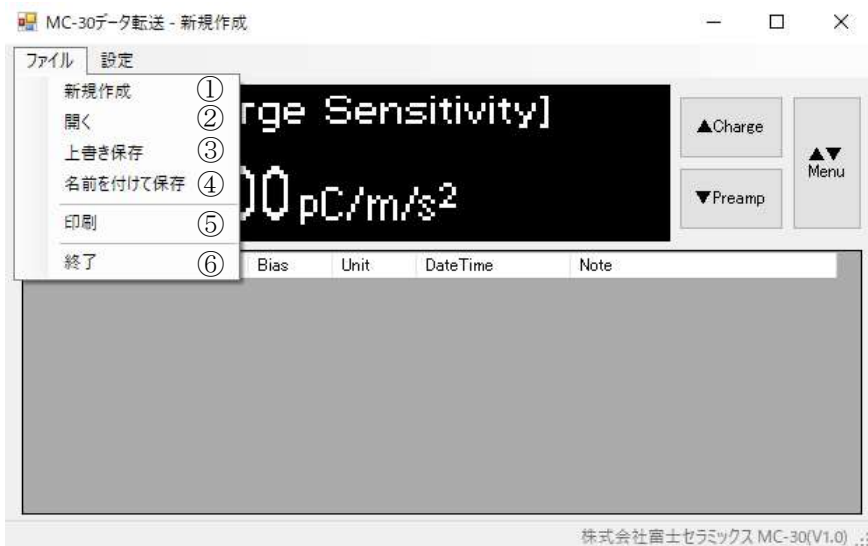 MC-30データ転送 - 新規作成
ファイル 設定
新規作成 ①
開く ②
上書き保存 ③
名前を付けて保存 ④
印刷 ⑤
終了 ⑥
rge Sensitivity]
00 pC/m/s²
▲Charge
▼Preamp
▲▼
Menu
Bias Unit DateTime Note
株式会社富士セラミックス MC-30(V1.0)